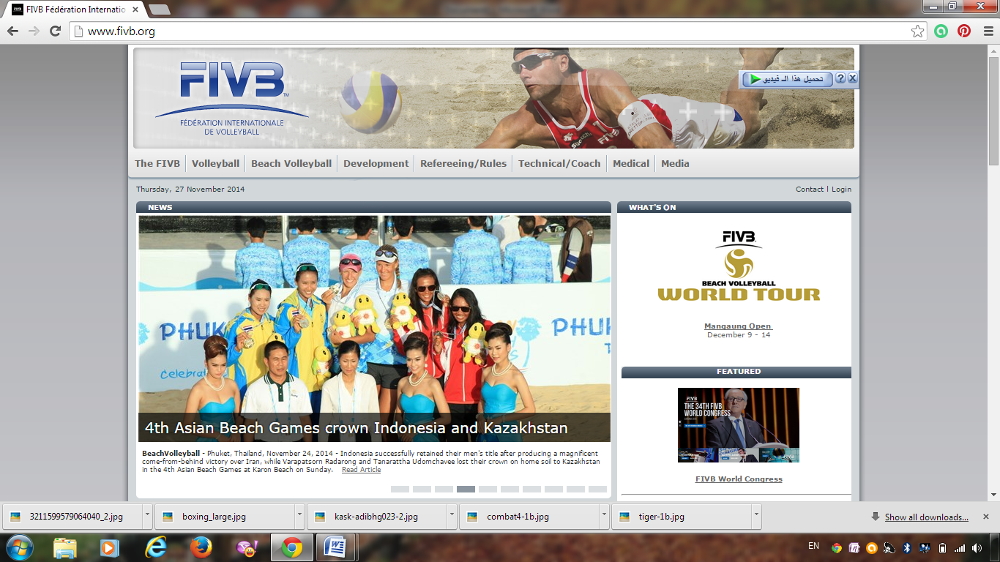 FIVB Fédération Internatio
www.fivb.org
FIVB™
FÉDÉRATION INTERNATIONALE
DE VOLLEYBALL
تحميل هذا الـ فيديو
?
The FIVB
Volleyball
Beach Volleyball
Development
Refereeing/Rules
Technical/Coach
Medical
Media
Thursday, 27 November 2014
Contact | Login
NEWS
PHUK
Celebra
PH
4th Asian Beach Games crown Indonesia and Kazakhstan
BeachVolleyball - Phuket, Thailand, November 24, 2014 - Indonesia successfully retained their men's title after producing a magnificent
come-from-behind victory over Iran, while Varapatsorn Radarong and Tanarattha Udomchavee lost their crown on home soil to Kazakhstan
in the 4th Asian Beach Games at Karon Beach on Sunday. Read Article
WHAT'S ON
FIVB
BEACH VOLLEYBALL
WORLD TOUR
Mangaung Open
December 9 - 14
FEATURED
FIVB
THE 34TH FIVB
WORLD CONGRESS
FIVB World Congress
3211599579064040_2.jpg
boxing_large.jpg
kask-adibhg023-2.jpg
combat4-1b.jpg
tiger-1b.jpg
Show all downloads...
EN